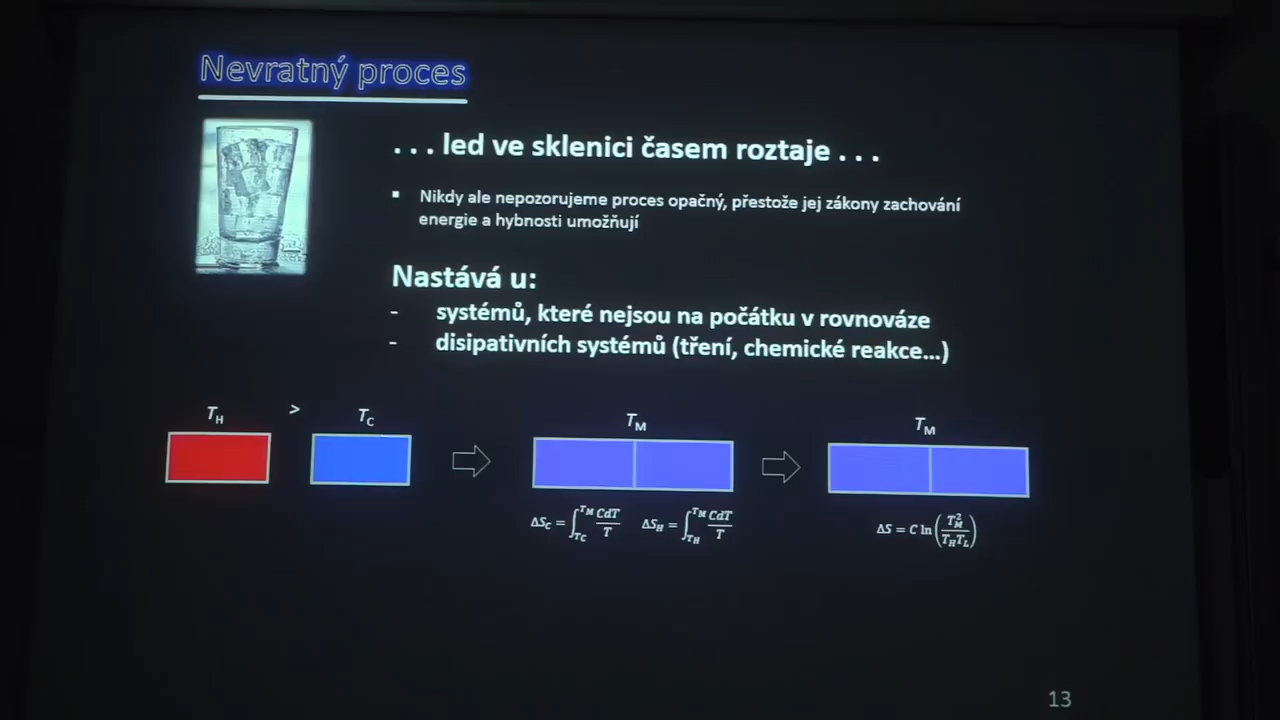 Nevratný proces
. . . led ve sklenici časem roztaje . . .
▪ Nikdy ale nepozorujeme proces opačný, přestože jej zákony zachování
energie a hybnosti umožňují
Nastává u:
- systémů, které nejsou na počátku v rovnováze
- disipativních systémů (tření, chemické reakce…)
T_H > T_C
T_M
T_M
ΔS_C = ∫_{T_C}^{T_M} CdT/T ΔS_H = ∫_{T_H}^{T_M} CdT/T
ΔS = C ln(T_M^2/T_H T_L)
13